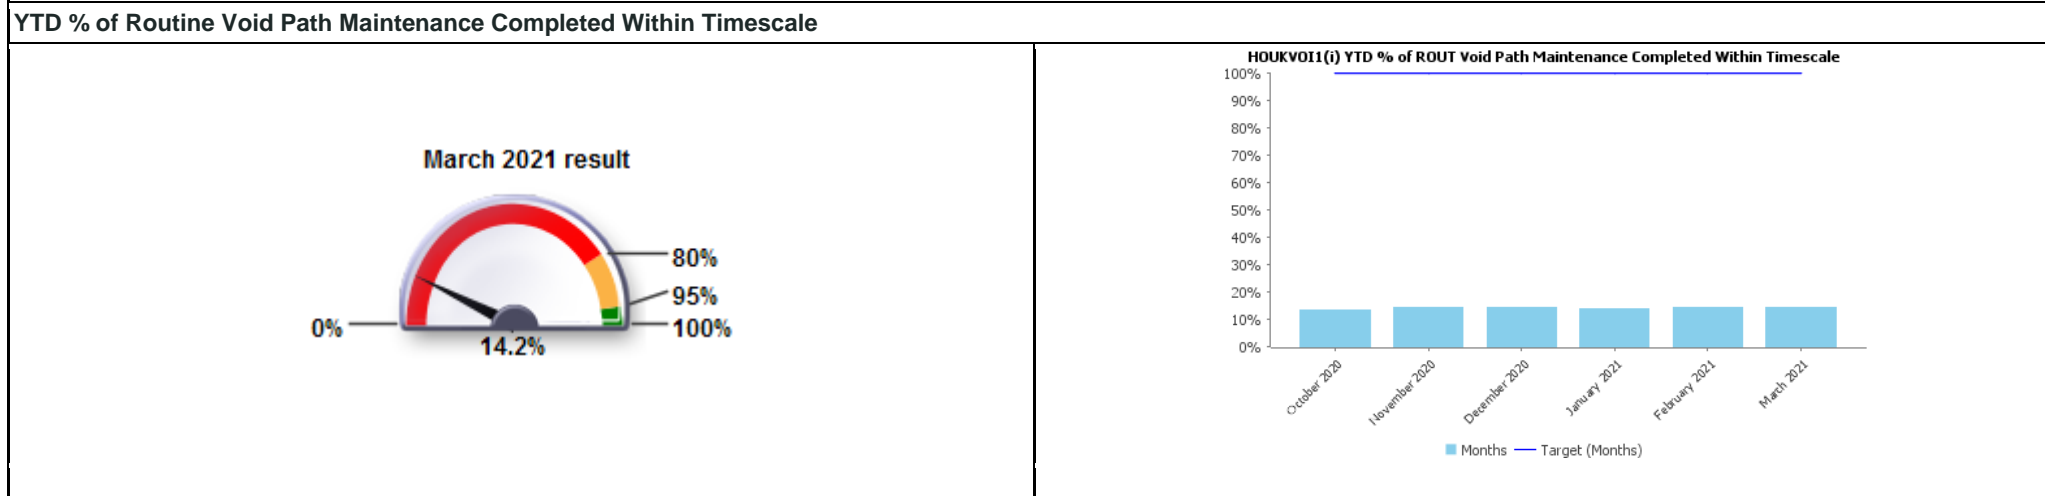 YTD % of Routine Void Path Maintenance Completed Within Timescale
March 2021 result
80%
95%
0%
100%
14.2%
HOUKVOI1(i) YTD % of ROUT Void Path Maintenance Completed Within Timescale
100%
90%
80%
70%
60%
50%
40%
30%
20%
10%
0%
October 2020
November 2020
December 2020
January 2021
February 2021
March 2021
Months
Target (Months)